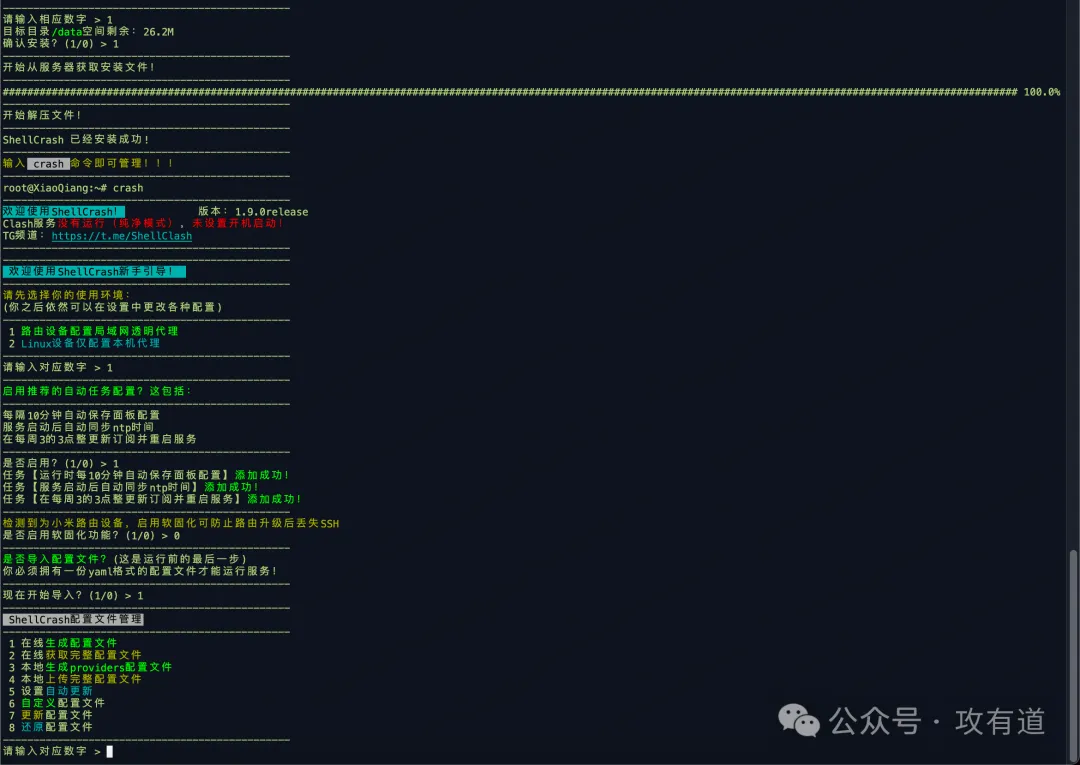 请输入相应数字 > 1
目标目录/data空间剩余: 26.2M
确认安装? (1/0) > 1
-----------------------------------------------
开始从服务器获取安装文件!
-----------------------------------------------
######################################################################## 100.0%
-----------------------------------------------
开始解压文件!
-----------------------------------------------
ShellCrash 已经安装成功!
-----------------------------------------------
输入 crash 命令即可管理!!!
-----------------------------------------------
root@XiaoQiang:~# crash
-----------------------------------------------
欢迎使用ShellCrash! 版本: 1.9.0release
Clash服务没有运行(纯净模式),未设置开机启动!
TG频道: https://t.me/ShellClash
-----------------------------------------------
-----------------------------------------------
欢迎使用ShellCrash新手引导!
-----------------------------------------------
请先选择你的使用环境:
(你之后依然可以在设置中更改各种配置)
-----------------------------------------------
1 路由设备配置局域网透明代理
2 Linux设备仅配置本机代理
-----------------------------------------------
请输入对应数字 > 1
-----------------------------------------------
启用推荐的自动任务配置?这包括:
-----------------------------------------------
每隔10分钟自动保存面板配置
服务启动后自动同步ntp时间
在每周3的3点整更新订阅并重启服务
-----------------------------------------------
是否启用? (1/0) > 1
任务【运行时每10分钟自动保存面板配置】添加成功!
任务【服务启动后自动同步ntp时间】添加成功!
任务【在每周3的3点整更新订阅并重启服务】添加成功!
-----------------------------------------------
检测到为小米路由设备,启用软固化可防止路由升级后丢失SSH
是否启用软固化功能? (1/0) > 0
-----------------------------------------------
是否导入配置文件?(这是运行前的最后一步)
你必须拥有一份yaml格式的配置文件才能运行服务!
-----------------------------------------------
现在开始导入? (1/0) > 1
-----------------------------------------------
ShellCrash配置文件管理
-----------------------------------------------
1 在线生成配置文件
2 在线获取完整配置文件
3 本地生成providers配置文件
4 本地上传完整配置文件
5 设置自动更新
6 自定义配置文件
7 更新配置文件
8 还原配置文件
-----------------------------------------------
请输入对应数字 >
公众号 · 攻有道